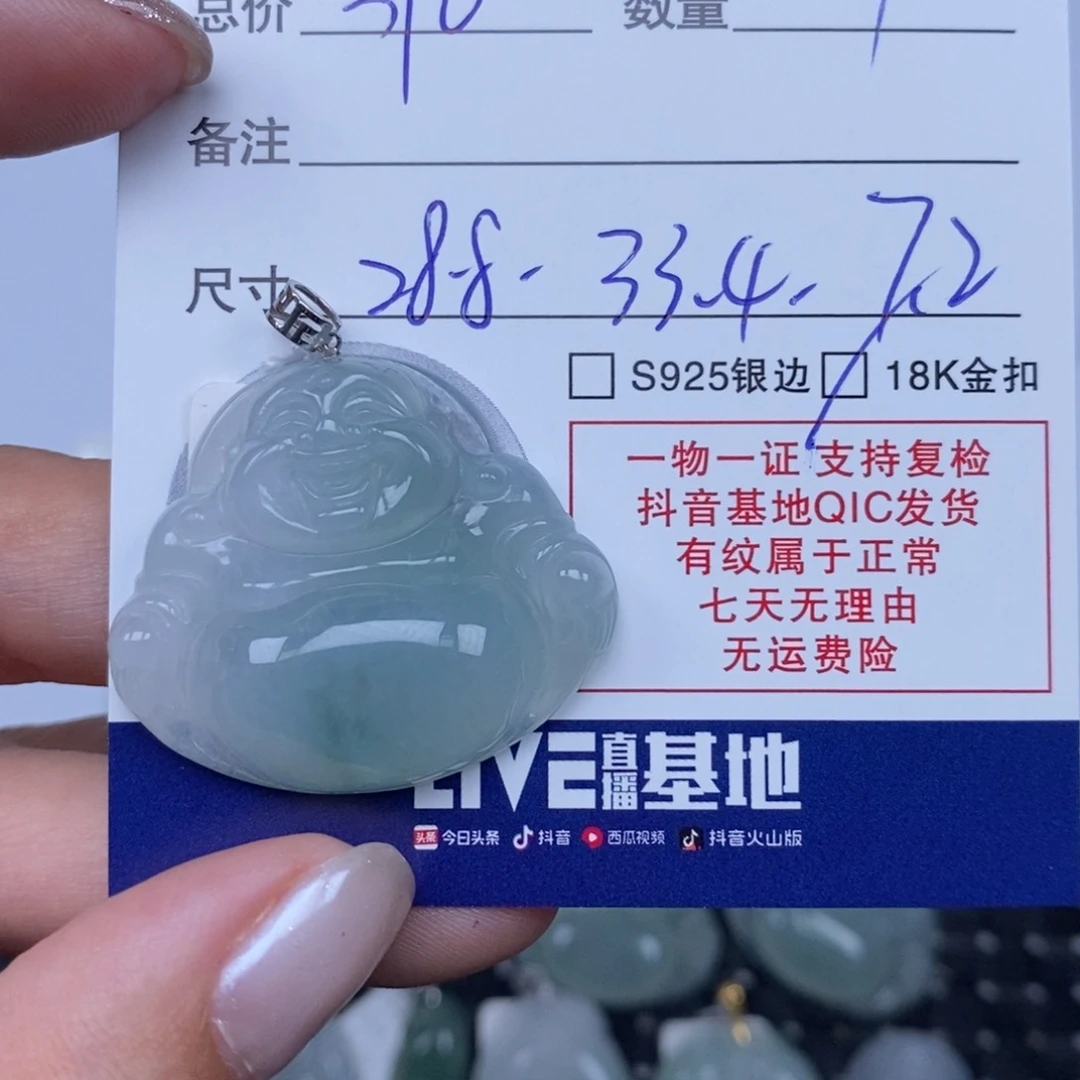 总价 数量
备注
尺寸 28.8- 33.4- 7.2
S925银边 18K金扣
一物一证 支持复检
抖音基地QIC发货
有纹属于正常
七天无理由
无运费险
LIVE直播基地
头条 今日头条 抖音 西瓜视频 抖音火山版